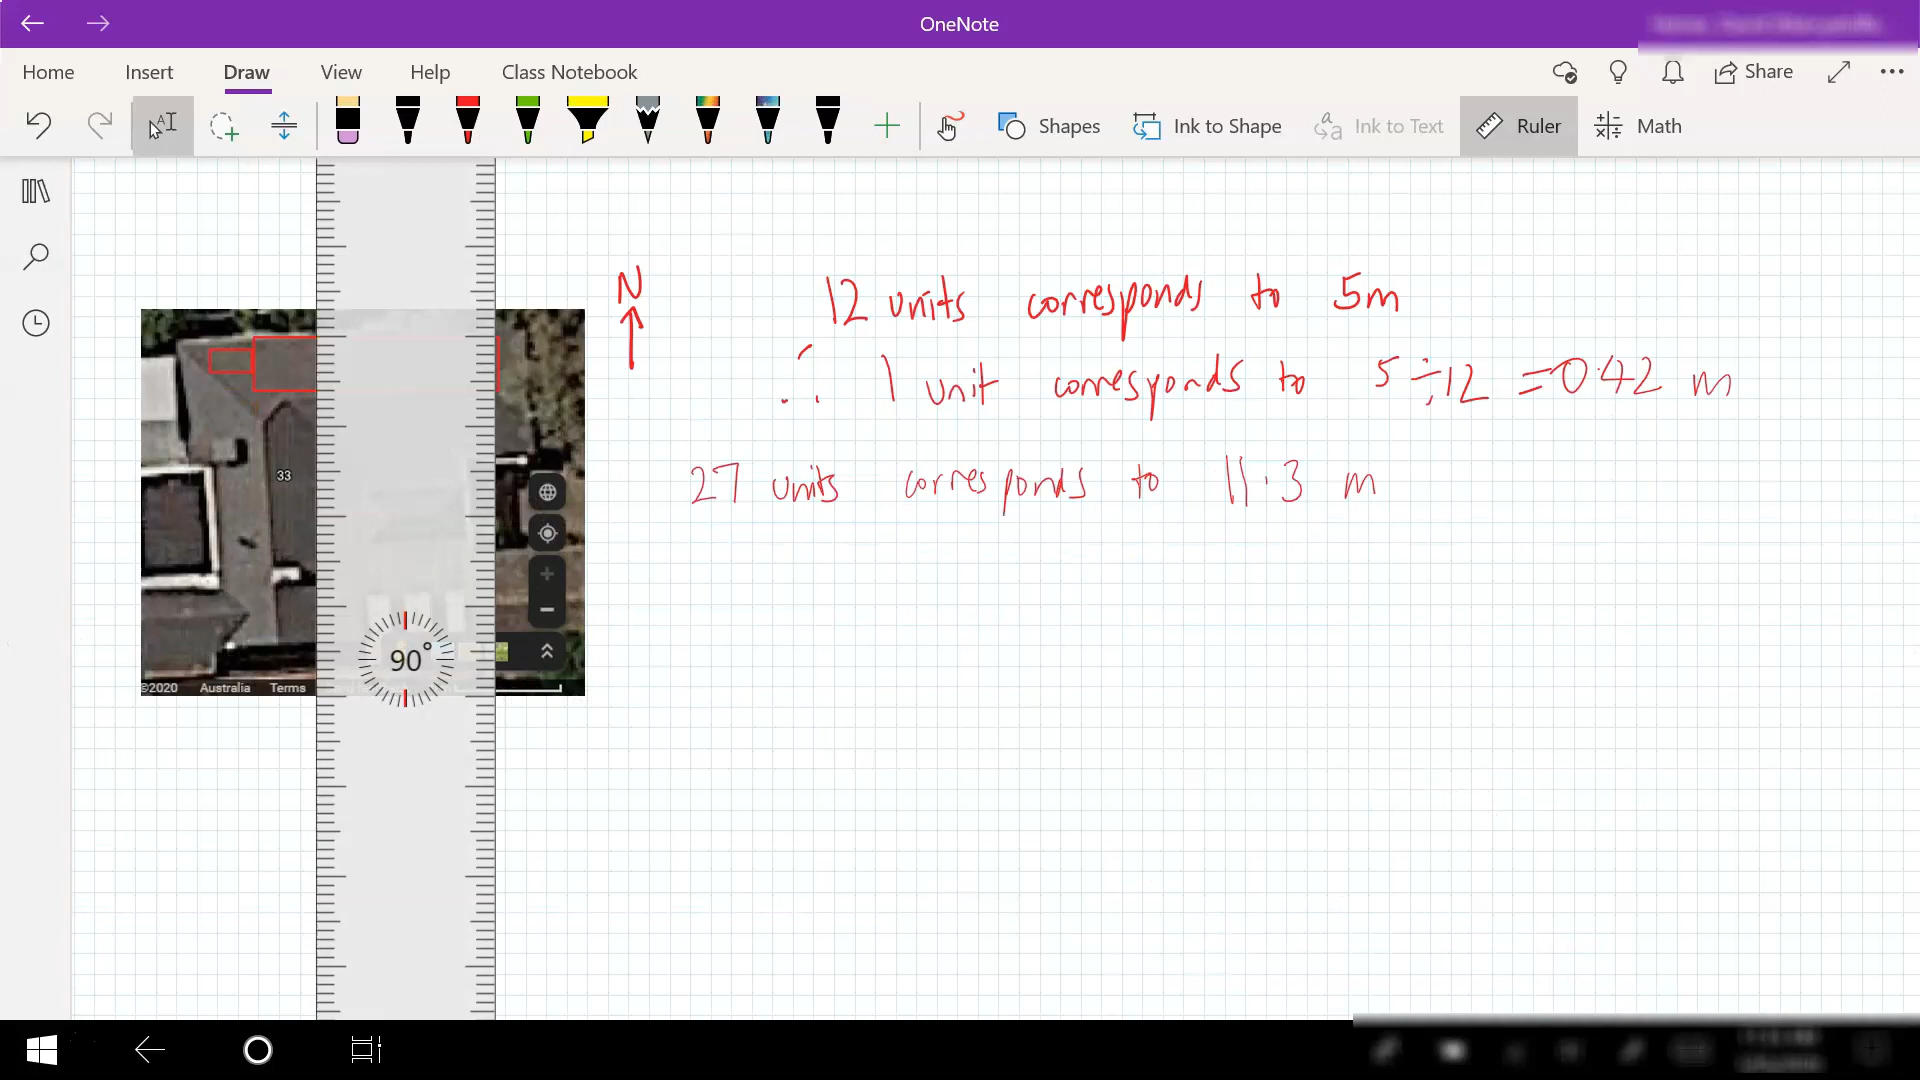 OneNote
Home Insert Draw View Help Class Notebook Share
Shapes Ink to Shape Ink to Text Ruler Math
N
12 units corresponds to 5m
∴ 1 unit corresponds to 5 ÷ 12 = 0.42 m
27 units corresponds to 11.3 m
33
90°
©2020 Australia Terms